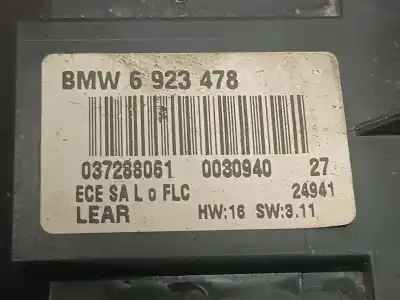 BMW 6 923 478
037288061 0030940 27
ECE SA L o FLC 24941
LEAR HW:16 SW:3.11